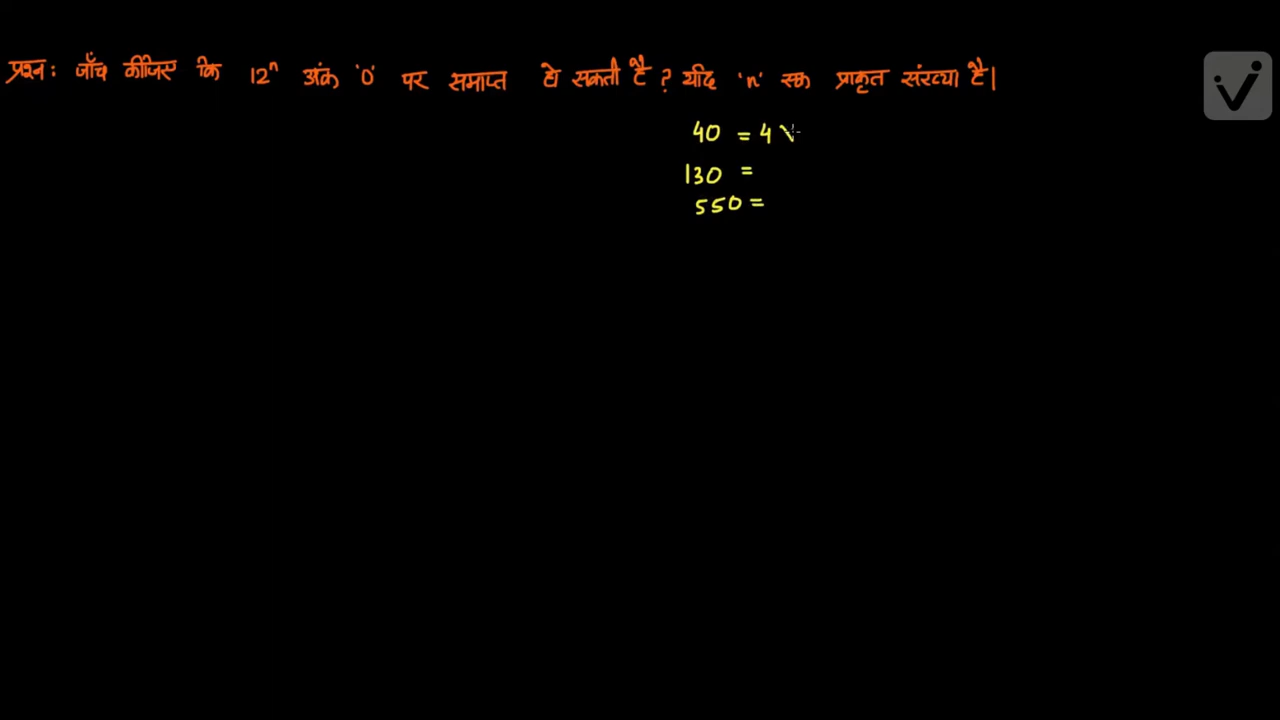 प्रश्न: जाँच कीजिए कि 12ⁿ अंक '0' पर समाप्त हो सकती है ? यदि 'n' एक प्राकृत संख्या है।
40 = 4 ×
130 =
550 =